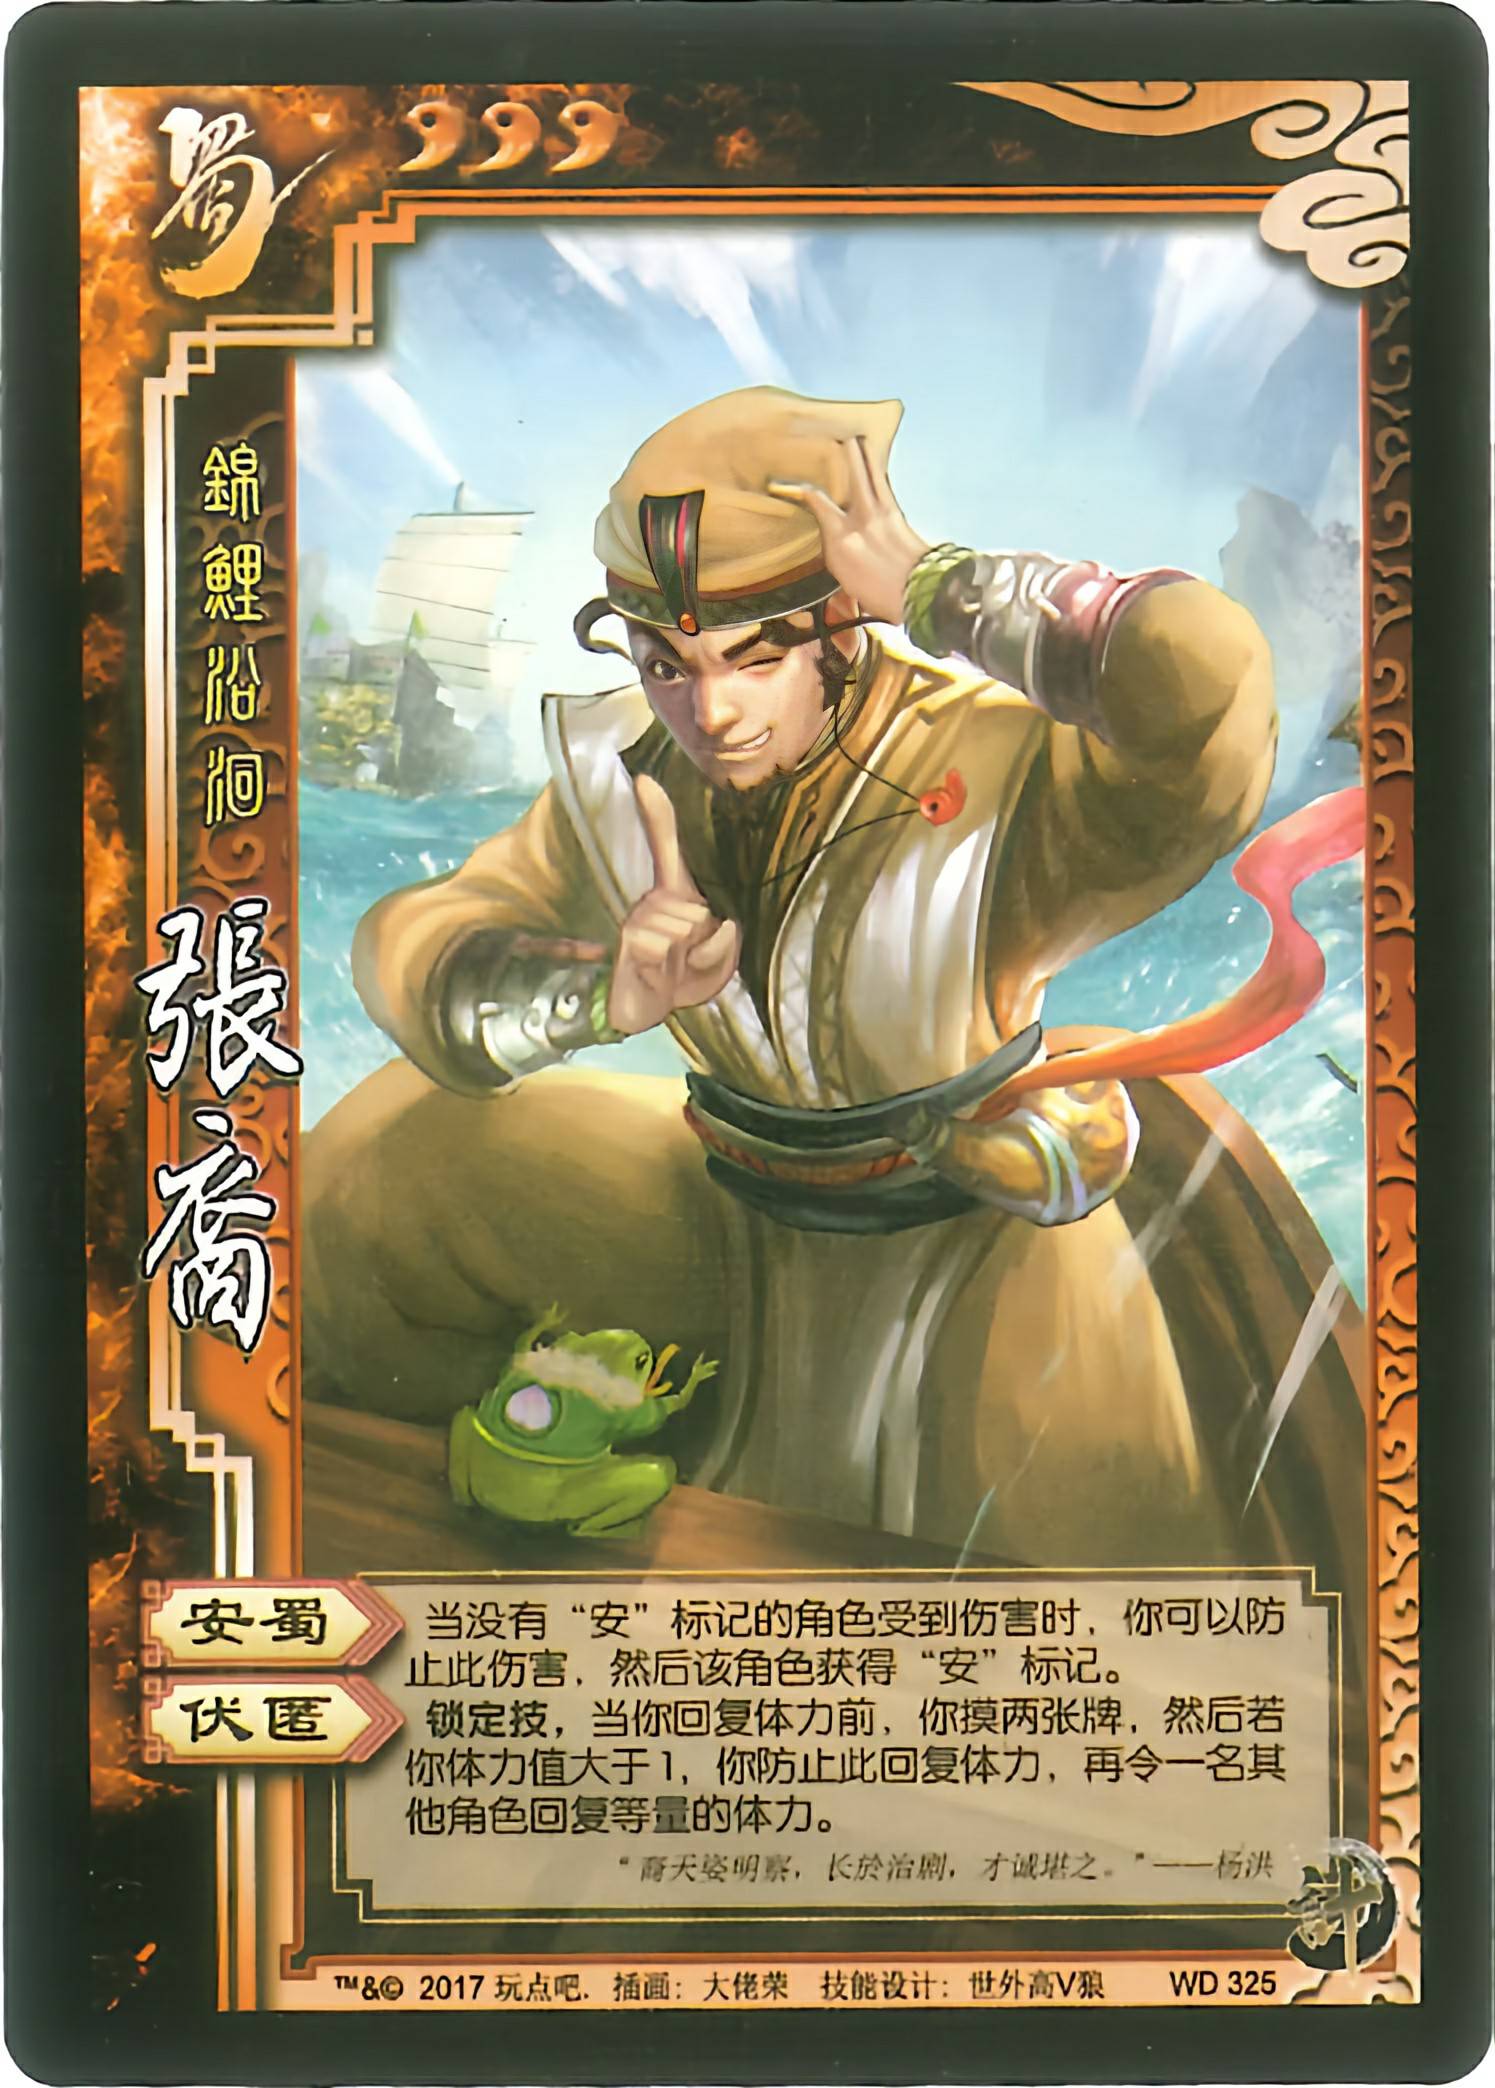 蜀
錦鯉沿洄
張裔
安蜀
当没有“安”标记的角色受到伤害时，你可以防
止此伤害，然后该角色获得“安”标记。
伏匿
锁定技，当你回复体力前，你摸两张牌，然后若
你体力值大于1，你防止此回复体力，再令一名其
他角色回复等量的体力。
“裔天姿明察，长於治剧，才诚堪之。”——杨洪
™&© 2017 玩点吧. 插画：大佬荣 技能设计：世外高V狼 WD 325